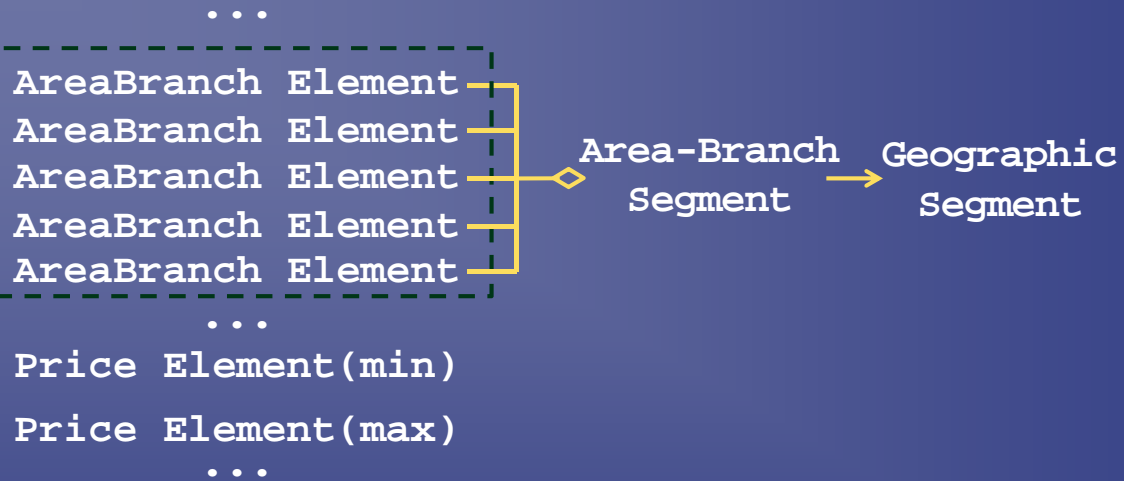 ...
AreaBranch Element
AreaBranch Element
AreaBranch Element
AreaBranch Element
AreaBranch Element
Area-Branch
Segment
Geographic
Segment
...
Price Element(min)
Price Element(max)
...